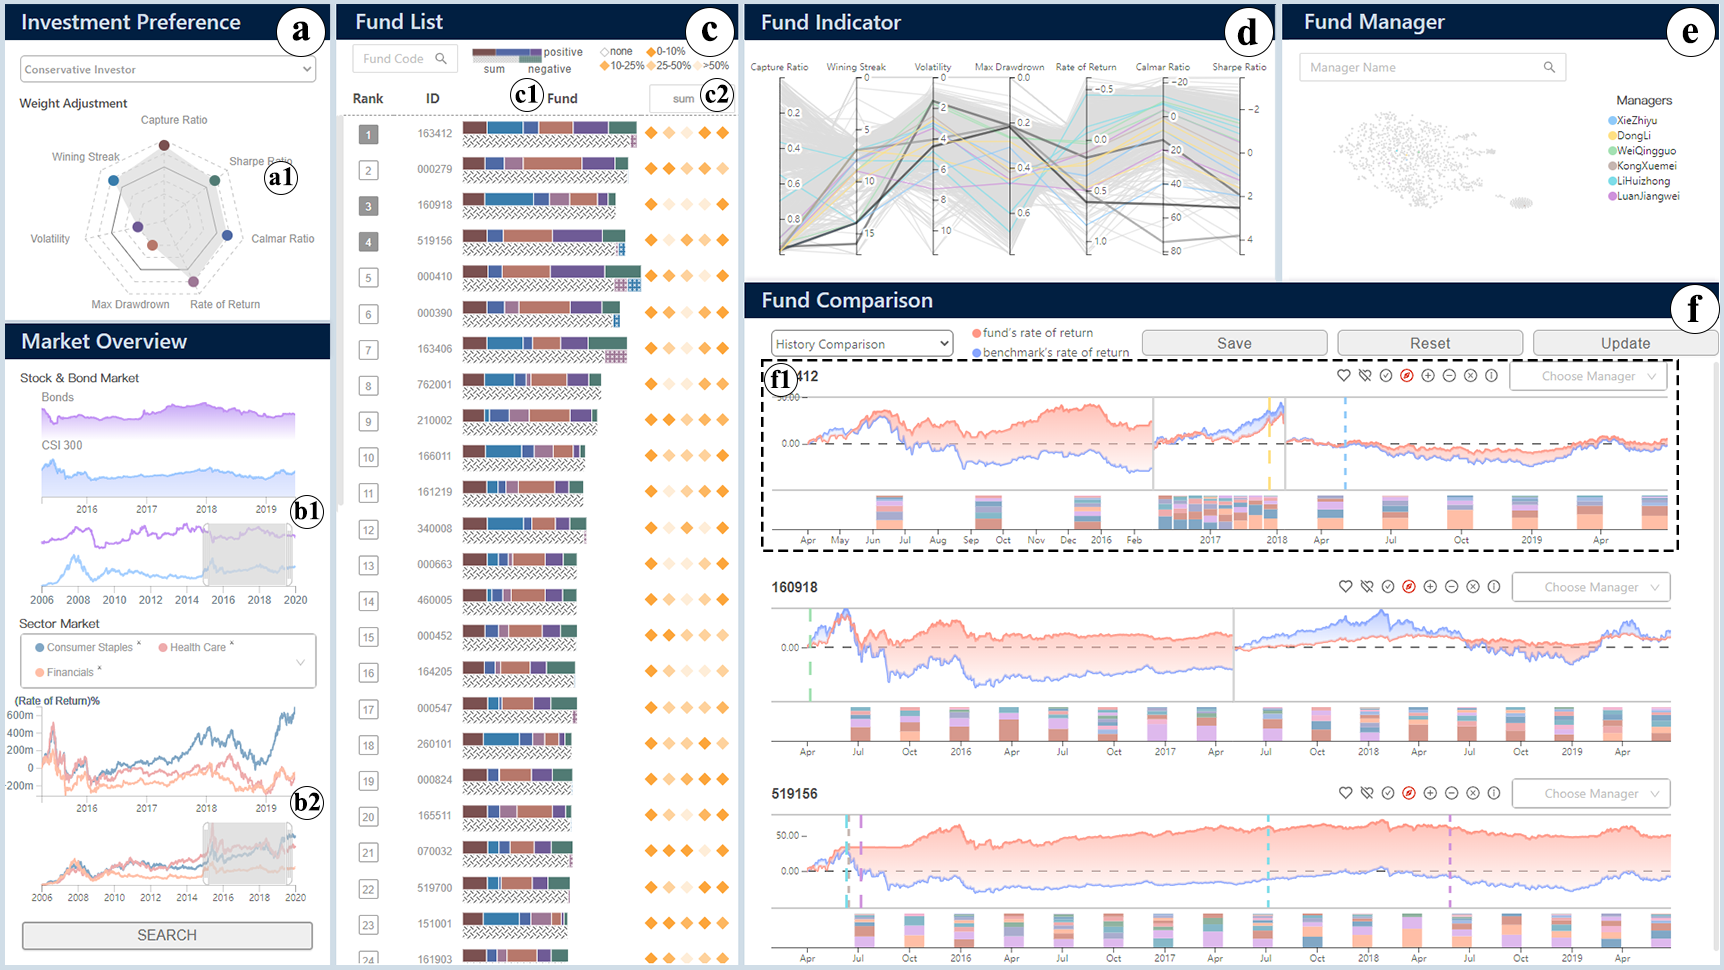 Investment Preference
a
Conservative Investor
Weight Adjustment
Capture Ratio
Wining Streak
Sharpe Ratio
a1
Volatility
Calmar Ratio
Max Drawdrown
Rate of Return
Market Overview
Stock & Bond Market
Bonds
CSI 300
2016 2017 2018 2019
b1
2006 2008 2010 2012 2014 2016 2018 2020
Sector Market
Consumer Staples x Health Care x
Financials x
(Rate of Return)%
600m
400m
200m
0
-200m
2016 2017 2018 2019
b2
2006 2008 2010 2012 2014 2016 2018 2020
SEARCH
Fund List
c
Fund Code
positive
sum
negative
none 0-10%
10-25% 25-50% >50%
Rank ID c1 Fund sum c2
1 163412
2 000279
3 160918
4 519156
5 000410
6 000390
7 163406
8 762001
9 210002
10 166011
11 161219
12 340008
13 000663
14 460005
15 000452
16 164205
17 000547
18 260101
19 000824
20 165511
21 070032
22 519700
23 151001
24 161903
Fund Indicator
d
Capture Ratio Wining Streak Volatility Max Drawdrown Rate of Return Calmar Ratio Sharpe Ratio
0.2
0.4
0.6
0.8
0
5
10
15
2
4
6
8
10
0.0
0.2
0.6
-0.5
0.0
0.5
1.0
-20
0
20
40
60
80
-2
0
2
4
Fund Manager
e
Manager Name
Managers
XieZhiyu
DongLi
WeiQingguo
KongXuemei
LiHuizhong
LuanJiangwei
Fund Comparison
f
History Comparison
fund's rate of return
benchmark's rate of return
Save Reset Update
f1
412
Choose Manager
50.00
0.00
Apr May Jun Jul Aug Sep Oct Nov Dec 2016 Feb 2017 2018 Apr Jul Oct 2019 Apr
160918
Choose Manager
0.00
Apr Jul Oct 2016 Apr Jul Oct 2017 Apr Jul Oct 2018 Apr Jul Oct 2019 Apr
519156
Choose Manager
50.00
0.00
Apr Jul Oct 2016 Apr Jul Oct 2017 Apr Jul Oct 2018 Apr Jul Oct 2019 Apr